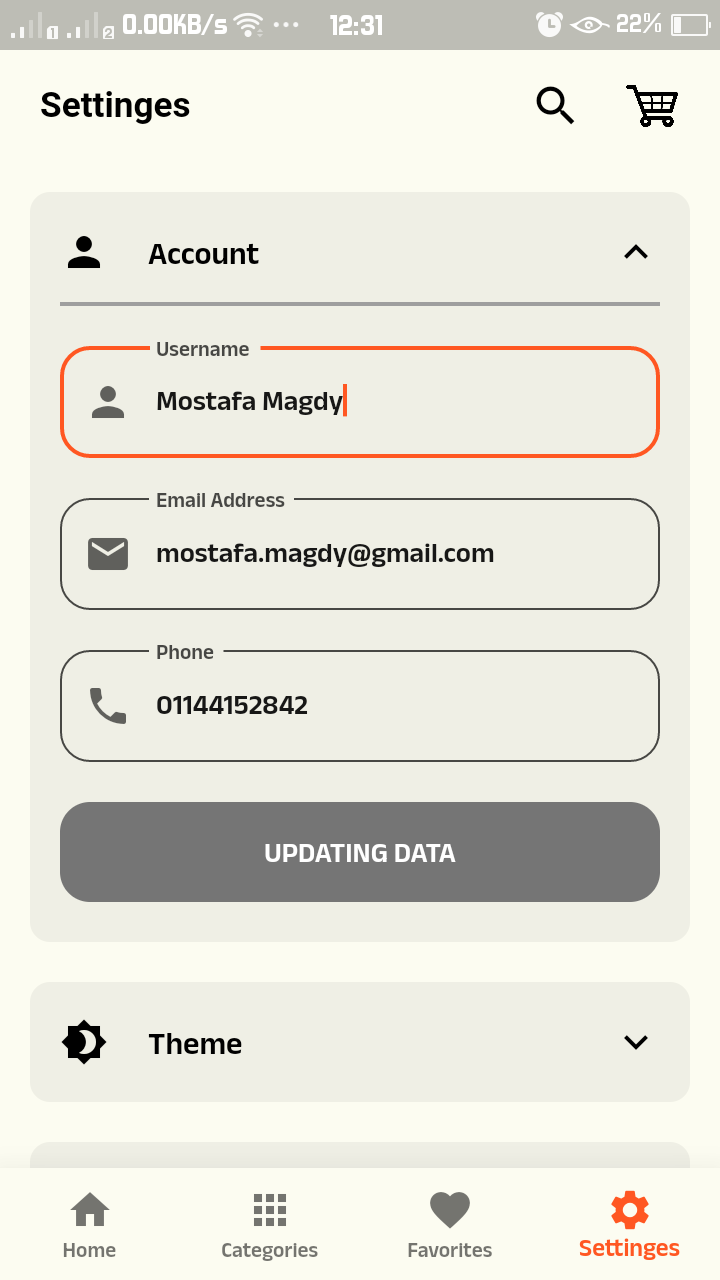 1 2 0.00KB/s ... 12:31 22%
Settinges
Account
Username
Mostafa Magdy
Email Address
mostafa.magdy@gmail.com
Phone
01144152842
UPDATING DATA
Theme
Home Categories Favorites Settinges